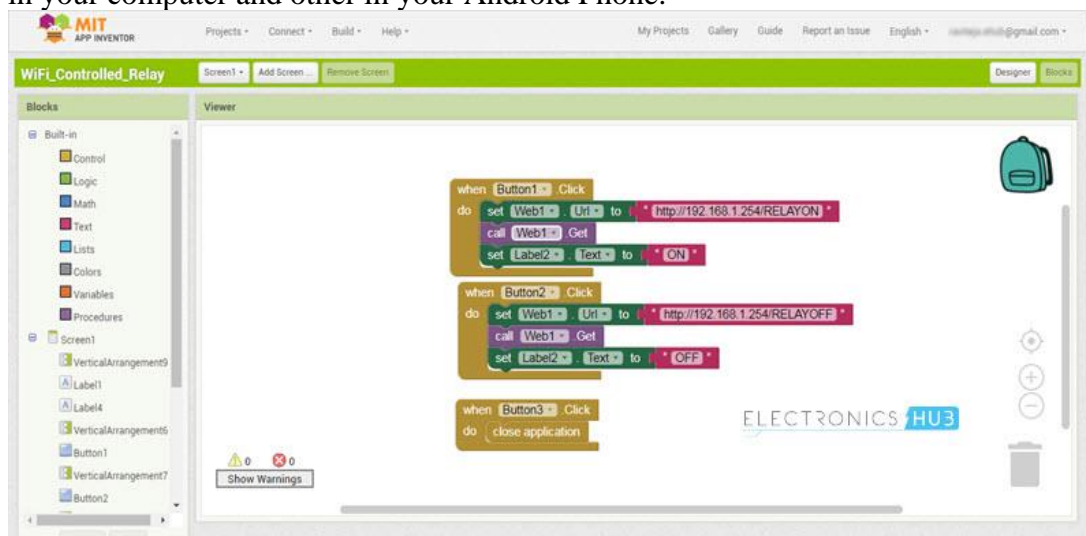 in your computer and other in your Android Phone.
MIT
APP INVENTOR
Projects Connect Build Help
My Projects Gallery Guide Report an Issue English @gmail.com
WiFi_Controlled_Relay
Screen1 Add Screen ... Remove Screen
Designer Blocks
Blocks
Viewer
Built-in
Control
Logic
Math
Text
Lists
Colors
Variables
Procedures
Screen1
VerticalArrangement9
Label1
Label4
VerticalArrangement6
Button1
VerticalArrangement7
Button2
when Button1 .Click
do set Web1 . Url to " http://192.168.1.254/RELAYON "
call Web1 .Get
set Label2 . Text to " ON "
when Button2 .Click
do set Web1 . Url to " http://192.168.1.254/RELAYOFF "
call Web1 .Get
set Label2 . Text to " OFF "
when Button3 .Click
do close application
ELECTRONICS HUB
0 0
Show Warnings